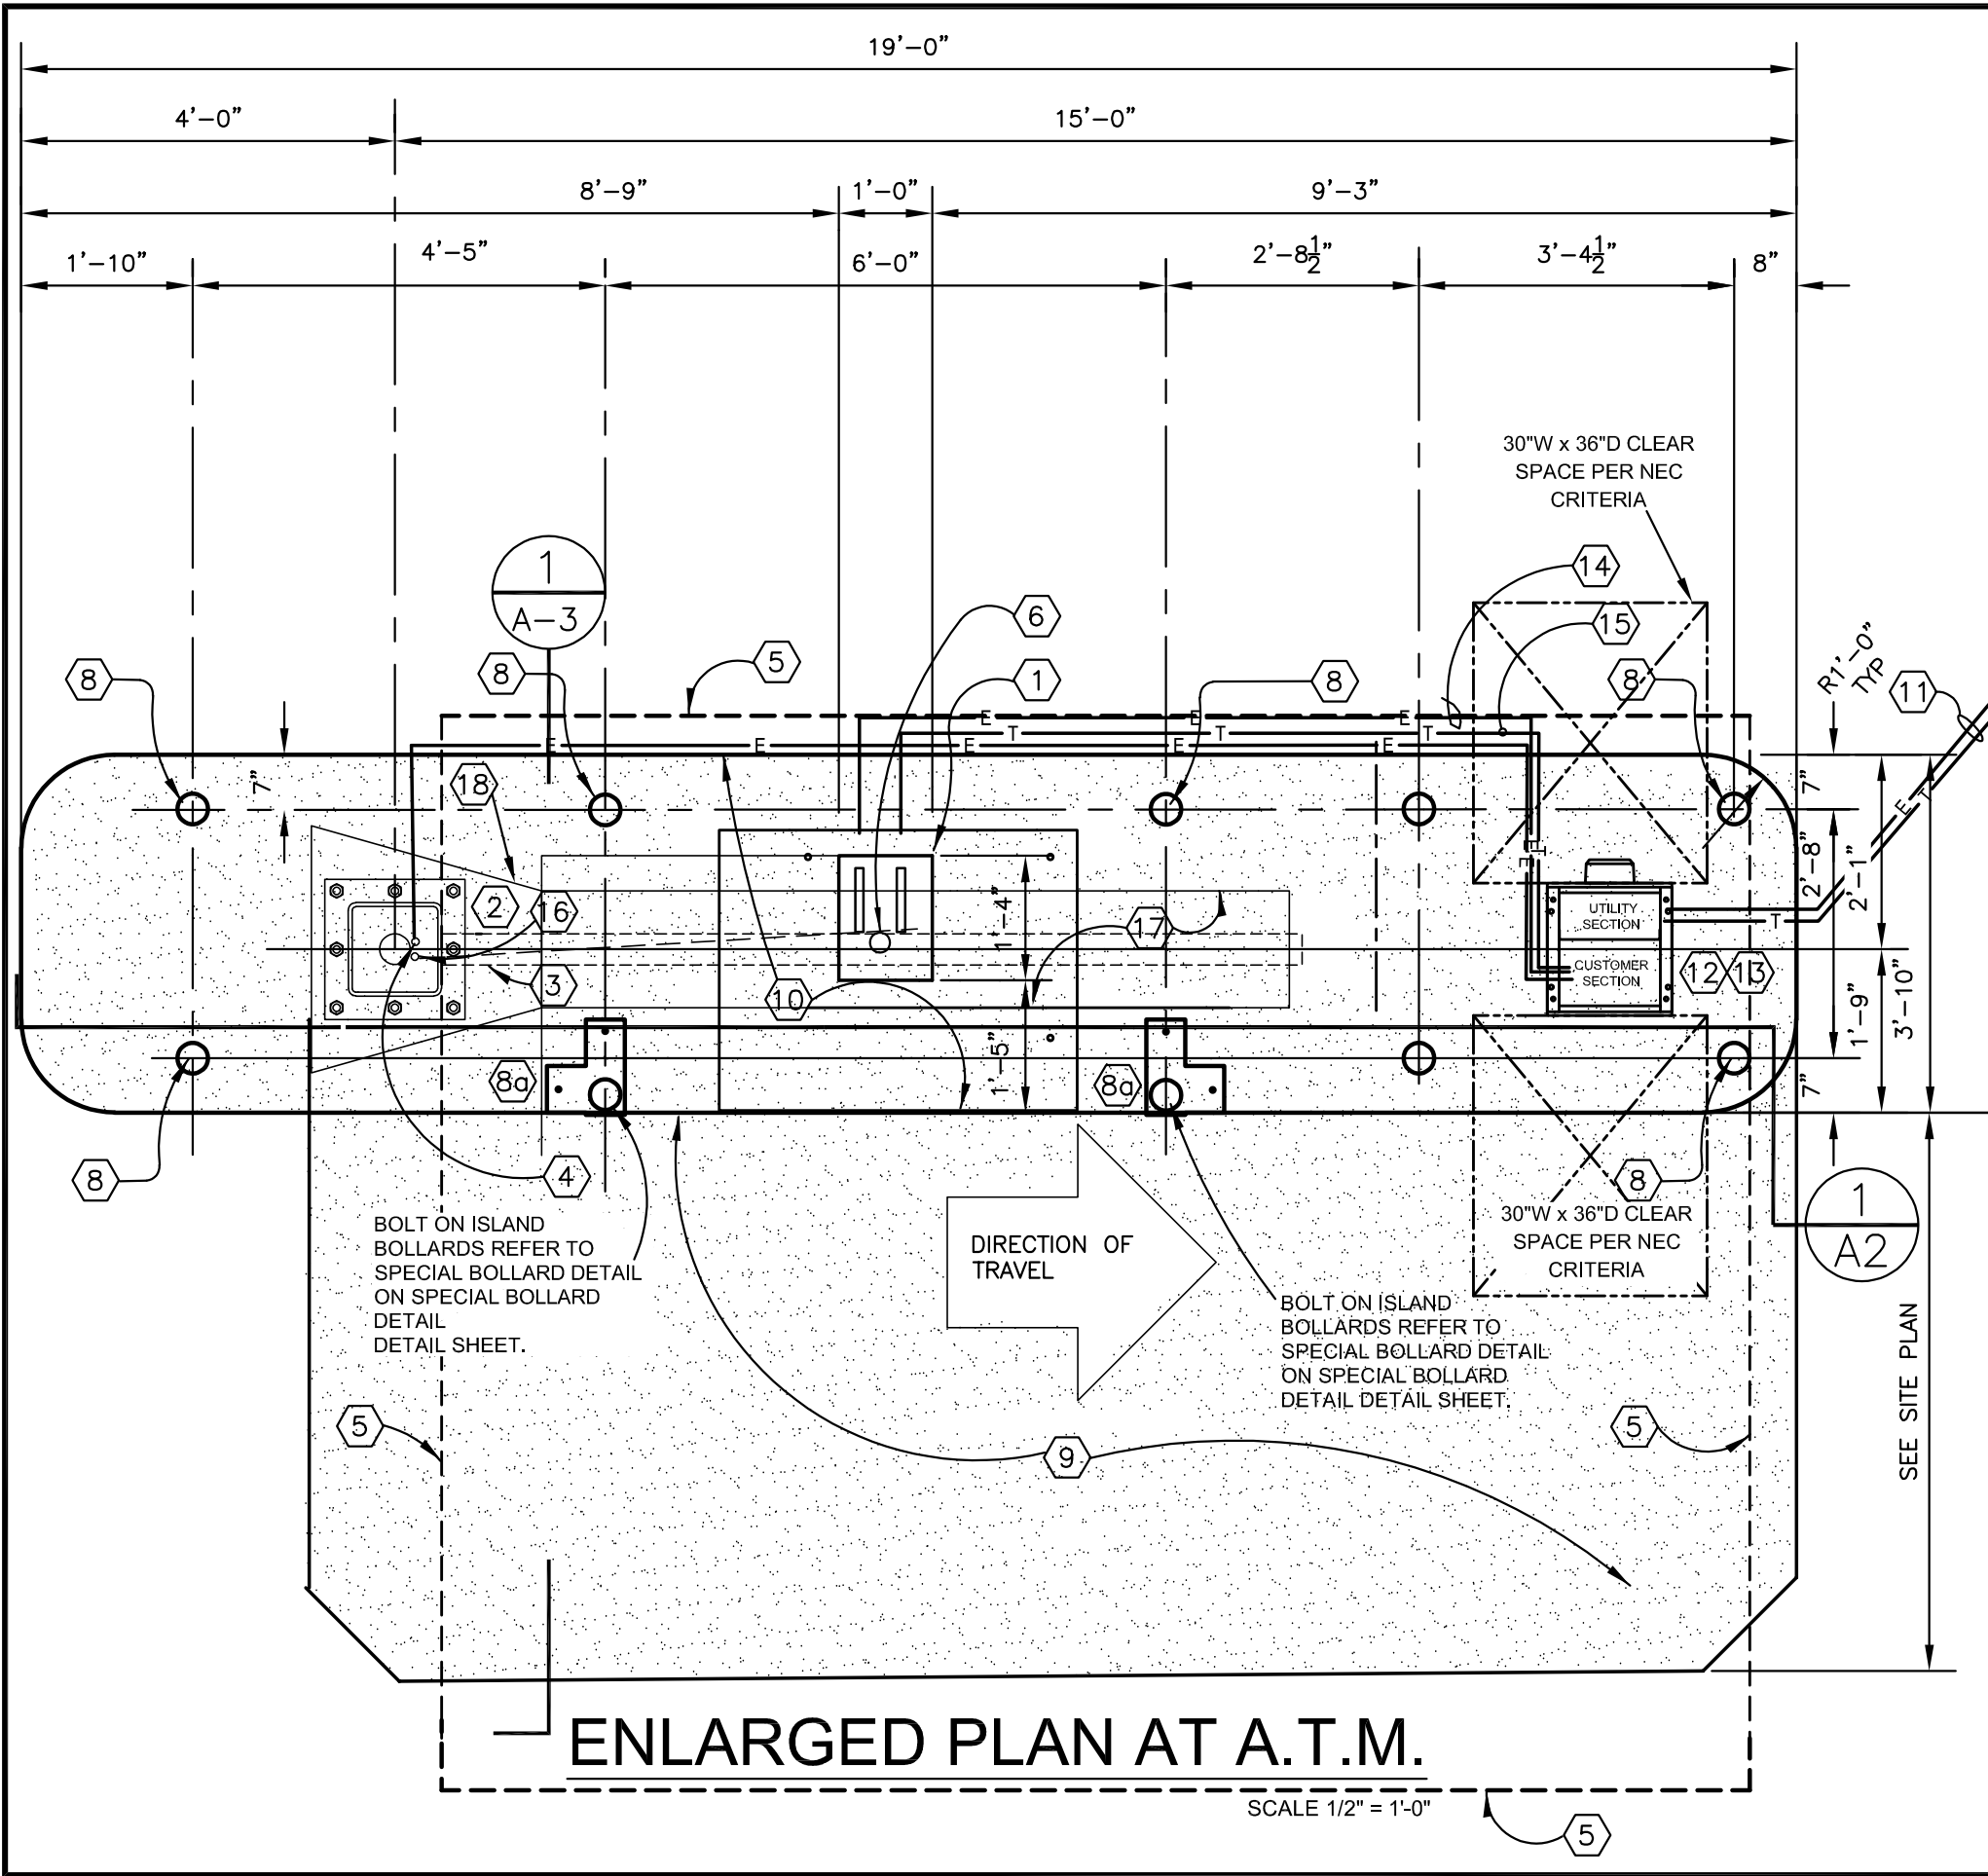 19'-0"
4'-0"
15'-0"
8'-9"
1'-0"
9'-3"
1'-10"
4'-5"
6'-0"
2'-8½"
3'-4½"
8"
30"W x 36"D CLEAR
SPACE PER NEC
CRITERIA
1
A-3
14
6
15
5
8
8
1
8
8
R1'-0"
TYP
11
E
E
E
T
T
T
E
E
E
E
E
7"
18
7"
E
T
2'-8"
2'-1"
T
E
E
1'-4"
2
16
17
UTILITY
SECTION
T
3
10
CUSTOMER
SECTION
12
13
1'-9"
3'-10"
1'-5"
8a
8a
7"
8
4
8
1
A2
BOLT ON ISLAND
BOLLARDS REFER TO
SPECIAL BOLLARD DETAIL
ON SPECIAL BOLLARD
DETAIL
DETAIL SHEET.
DIRECTION OF
TRAVEL
30"W x 36"D CLEAR
SPACE PER NEC
CRITERIA
BOLT ON ISLAND
BOLLARDS REFER TO
SPECIAL BOLLARD DETAIL
ON SPECIAL BOLLARD
DETAIL DETAIL SHEET.
SEE SITE PLAN
5
9
5
ENLARGED PLAN AT A.T.M.
SCALE 1/2" = 1'-0"
5